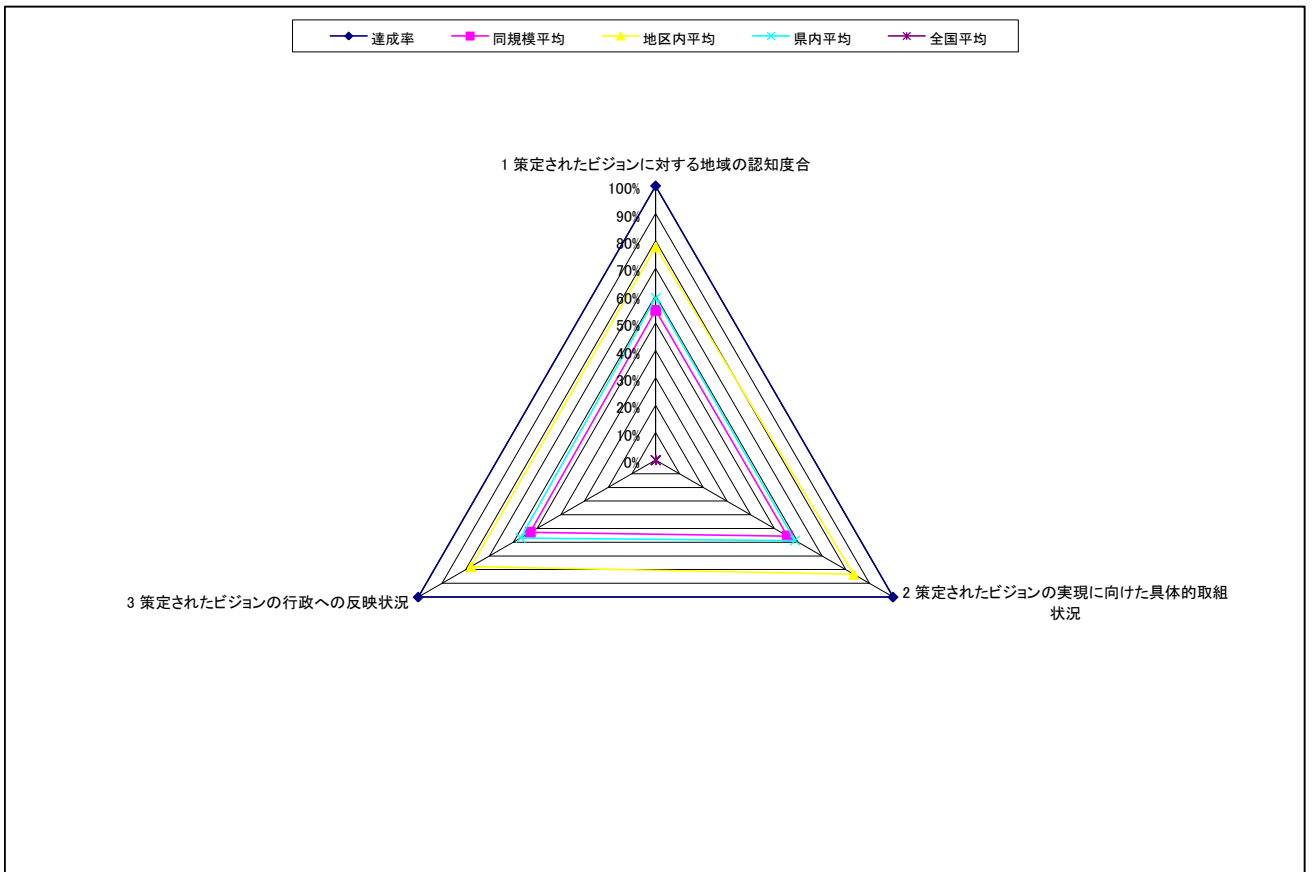 達成率 同規模平均 地区内平均 県内平均 全国平均
1 策定されたビジョンに対する地域の認知度合
100%
90%
80%
70%
60%
50%
40%
30%
20%
10%
0%
3 策定されたビジョンの行政への反映状況
2 策定されたビジョンの実現に向けた具体的取組
状況